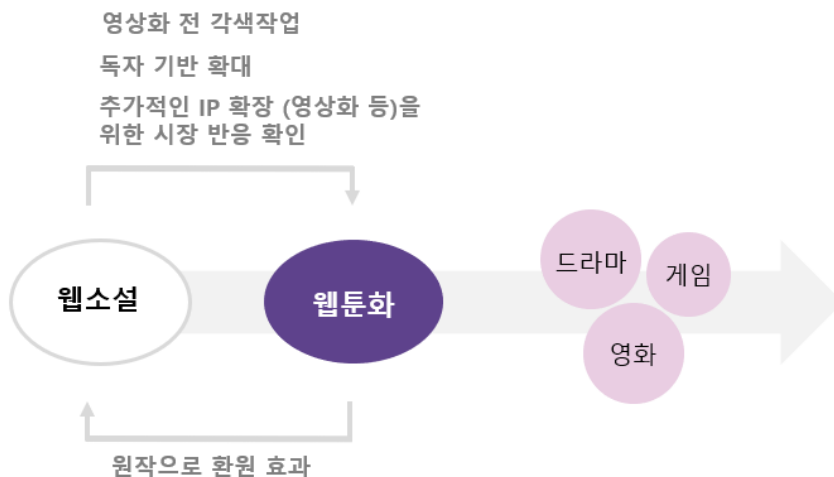 영상화 전 각색작업
독자 기반 확대
추가적인 IP 확장 (영상화 등)을
위한 시장 반응 확인
웹소설
웹툰화
드라마
게임
영화
원작으로 환원 효과